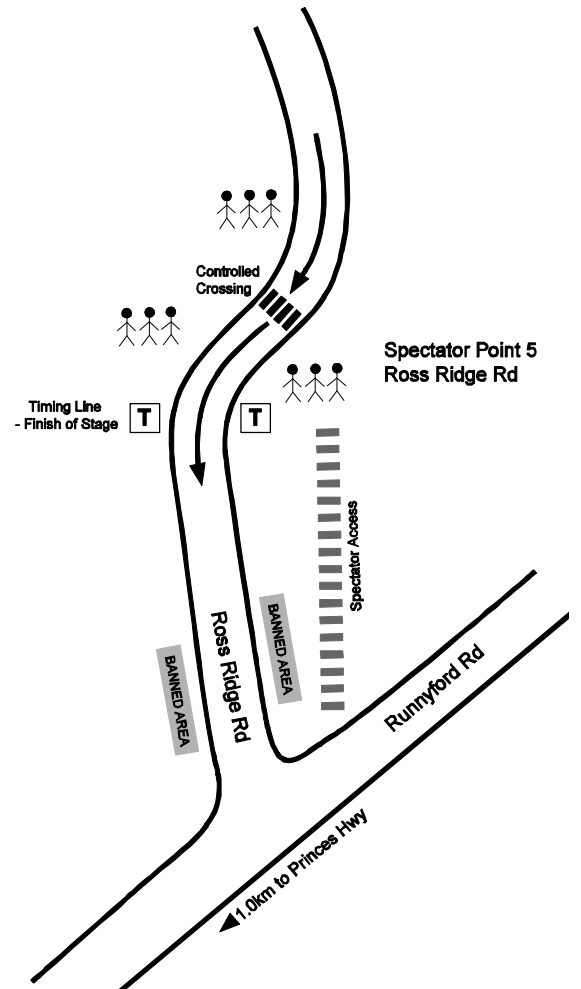 Controlled
Crossing
Spectator Point 5
Ross Ridge Rd
Timing Line
- Finish of Stage
T
T
Spectator Access
BANNED AREA
Ross Ridge Rd
BANNED AREA
Runnyford Rd
1.0km to Princes Hwy